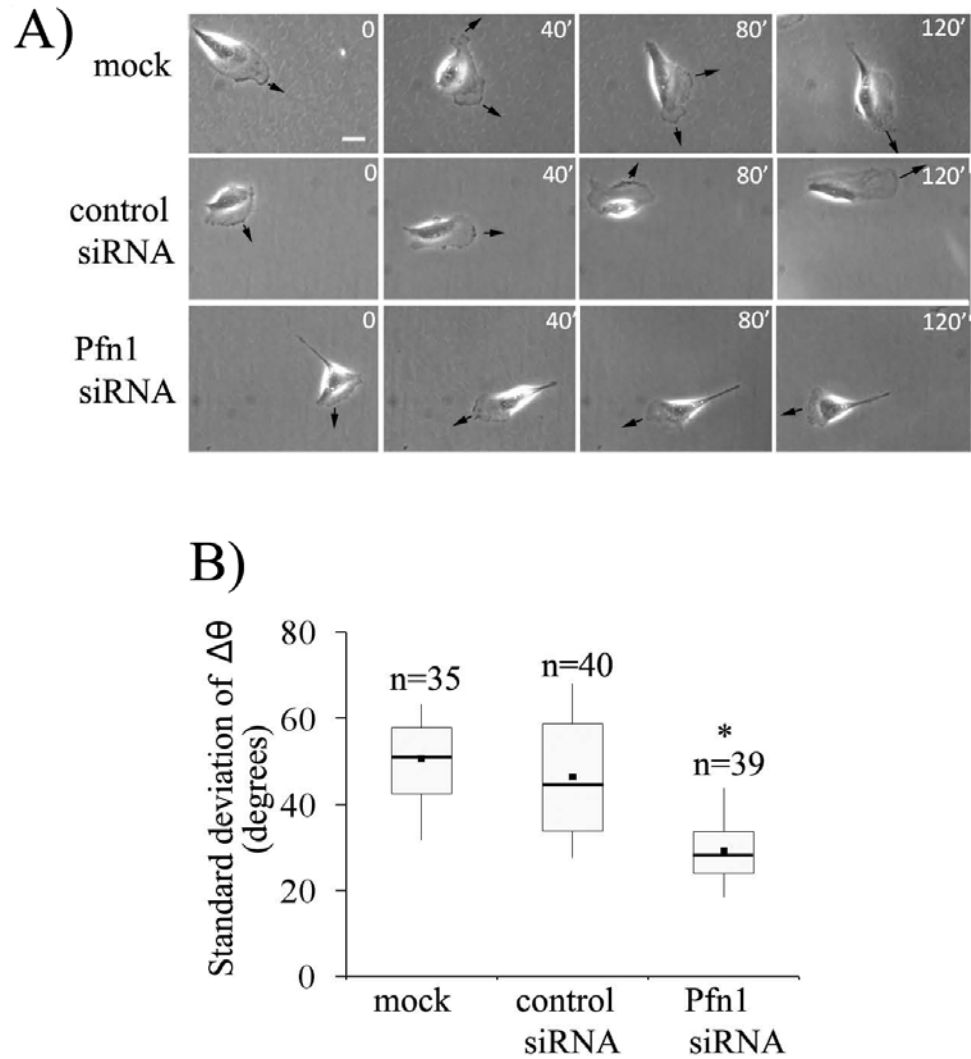 A)
mock
0
40'
80'
120'
control
siRNA
0
40'
80'
120'
Pfn1
siRNA
0
40'
80'
120'
B)
Standard deviation of Δθ
(degrees)
80
60
40
20
0
n=35
n=40
*
n=39
mock
control
siRNA
Pfn1
siRNA